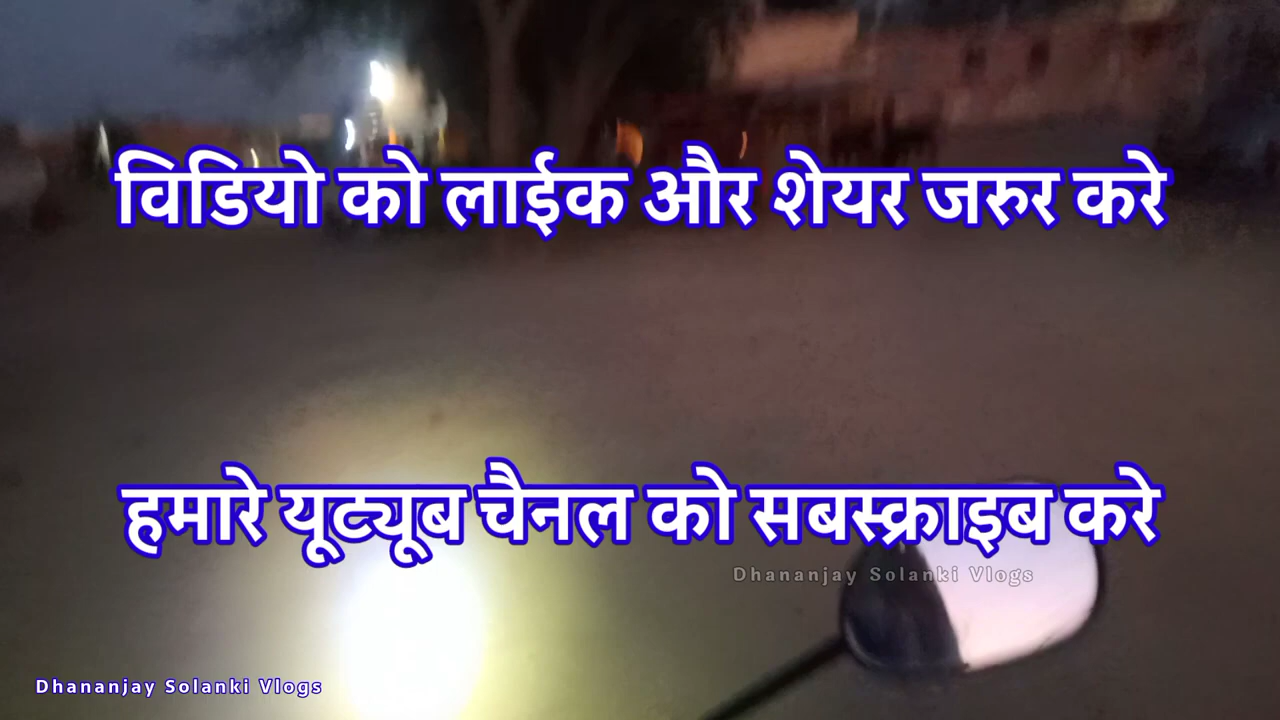 विडियो को लाईक और शेयर जरुर करे
हमारे यूट्यूब चैनल को सबस्क्राइब करे
Dhananjay Solanki Vlogs
Dhananjay Solanki Vlogs